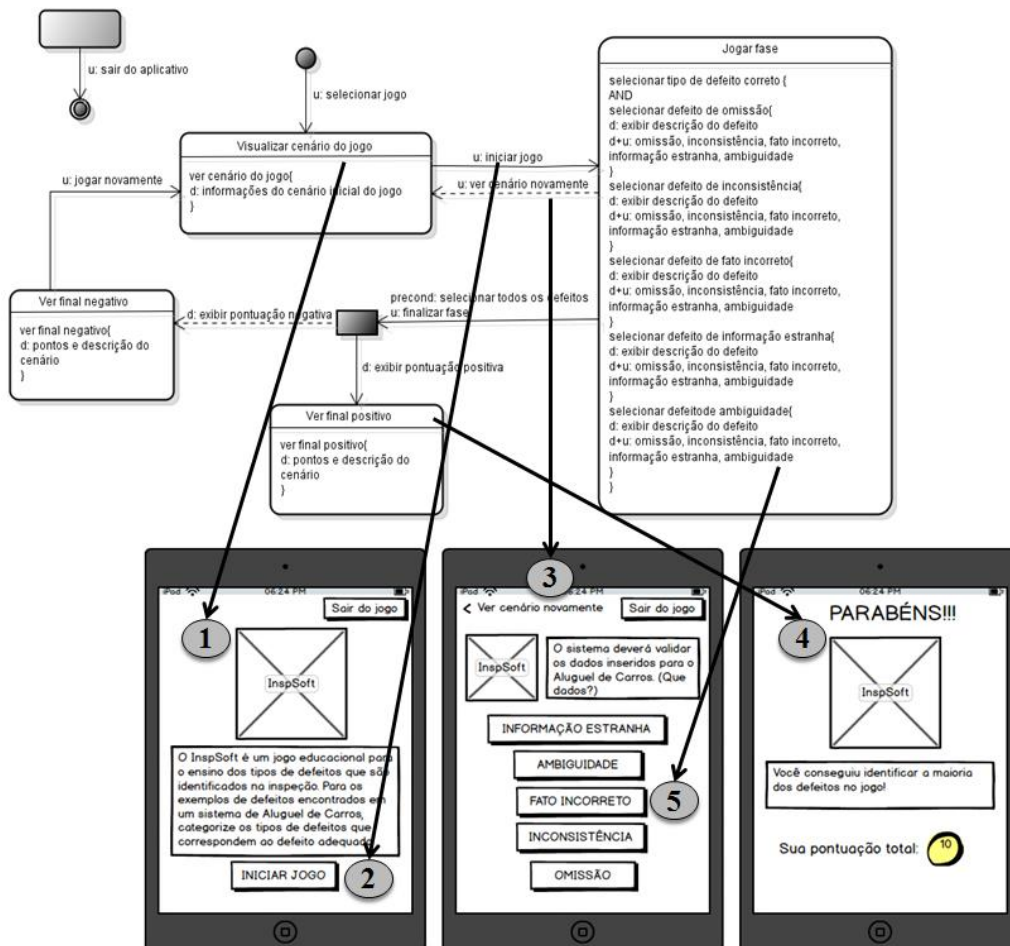 u: sair do aplicativo
u: selecionar jogo
Visualizar cenário do jogo
ver cenário do jogo{
d: informações do cenário inicial do jogo
}
u: iniciar jogo
u: ver cenário novamente
u: jogar novamente
Jogar fase
selecionar tipo de defeito correto {
AND
selecionar defeito de omissão{
d: exibir descrição do defeito
d+u: omissão, inconsistência, fato incorreto,
informação estranha, ambiguidade
}
selecionar defeito de inconsistência{
d: exibir descrição do defeito
d+u: omissão, inconsistência, fato incorreto,
informação estranha, ambiguidade
}
selecionar defeito de fato incorreto{
d: exibir descrição do defeito
d+u: omissão, inconsistência, fato incorreto,
informação estranha, ambiguidade
}
selecionar defeito de informação estranha{
d: exibir descrição do defeito
d+u: omissão, inconsistência, fato incorreto,
informação estranha, ambiguidade
}
selecionar defeitode ambiguidade{
d: exibir descrição do defeito
d+u: omissão, inconsistência, fato incorreto,
informação estranha, ambiguidade
}
}
Ver final negativo
ver final negativo{
d: pontos e descrição do
cenário
}
d: exibir pontuação negativa
precond: selecionar todos os defeitos
u: finalizar fase
d: exibir pontuação positiva
Ver final positivo
ver final positivo{
d: pontos e descrição do
cenário
}
iPod 06:24 PM
Sair do jogo
1
InspSoft
O InspSoft é um jogo educacional para
o ensino dos tipos de defeitos que são
identificados na inspeção. Para os
exemplos de defeitos encontrados em
um sistema de Aluguel de Carros,
categorize os tipos de defeitos que
correspondem ao defeito adequado
INICIAR JOGO
2
3
iPod 06:24 PM
< Ver cenário novamente
Sair do jogo
InspSoft
O sistema deverá validar
os dados inseridos para o
Aluguel de Carros. (Que
dados?)
INFORMAÇÃO ESTRANHA
AMBIGUIDADE
FATO INCORRETO
5
INCONSISTÊNCIA
OMISSÃO
iPod 06:24 PM
PARABÉNS!!!
4
InspSoft
Você conseguiu identificar a maioria
dos defeitos no jogo!
Sua pontuação total: 10